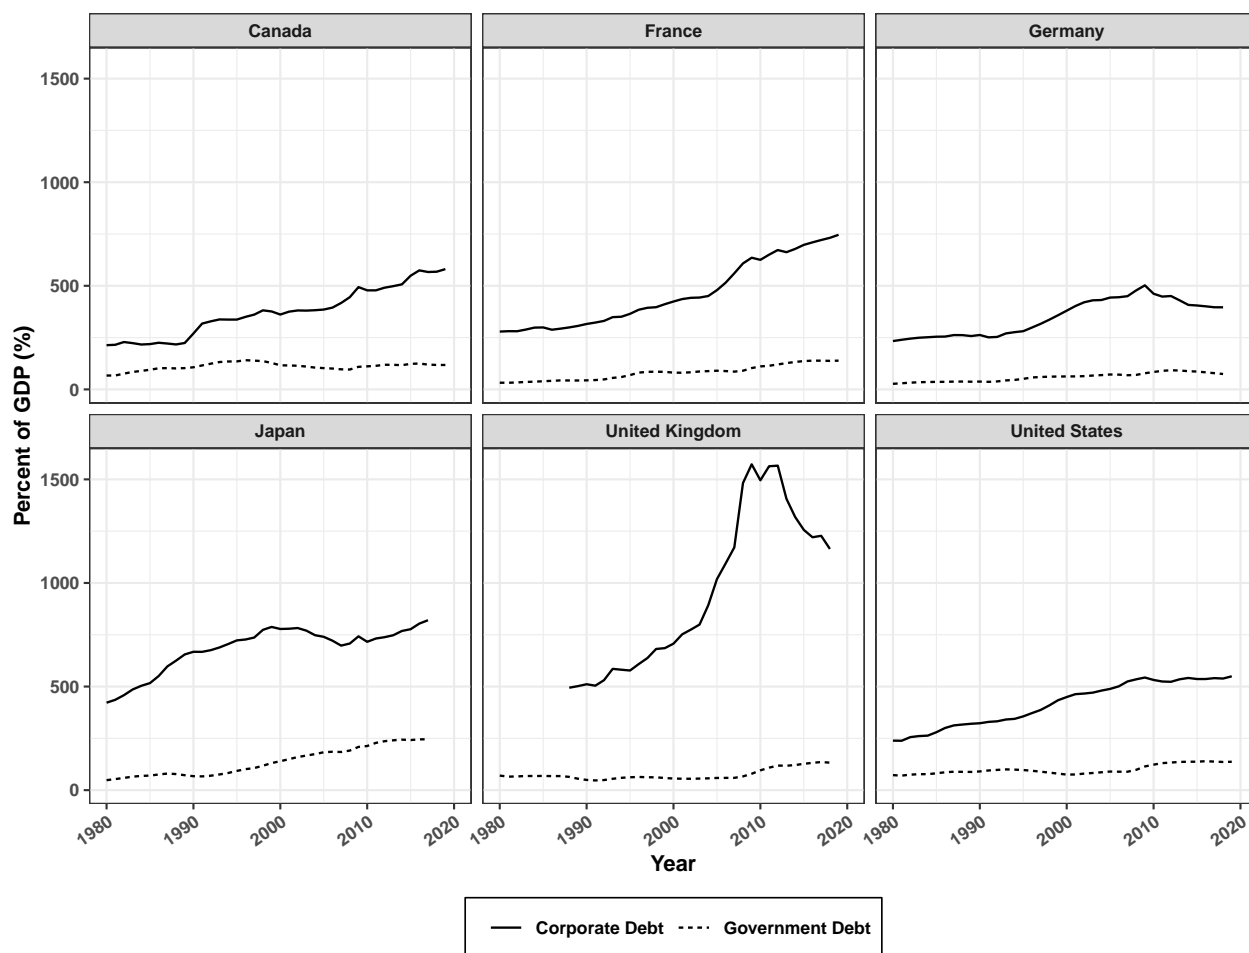 Canada France Germany
1500
1000
500
0
Japan United Kingdom United States
1500
1000
500
0
Percent of GDP (%)
1980 1990 2000 2010 2020 1980 1990 2000 2010 2020 1980 1990 2000 2010 2020
Year
Corporate Debt Government Debt